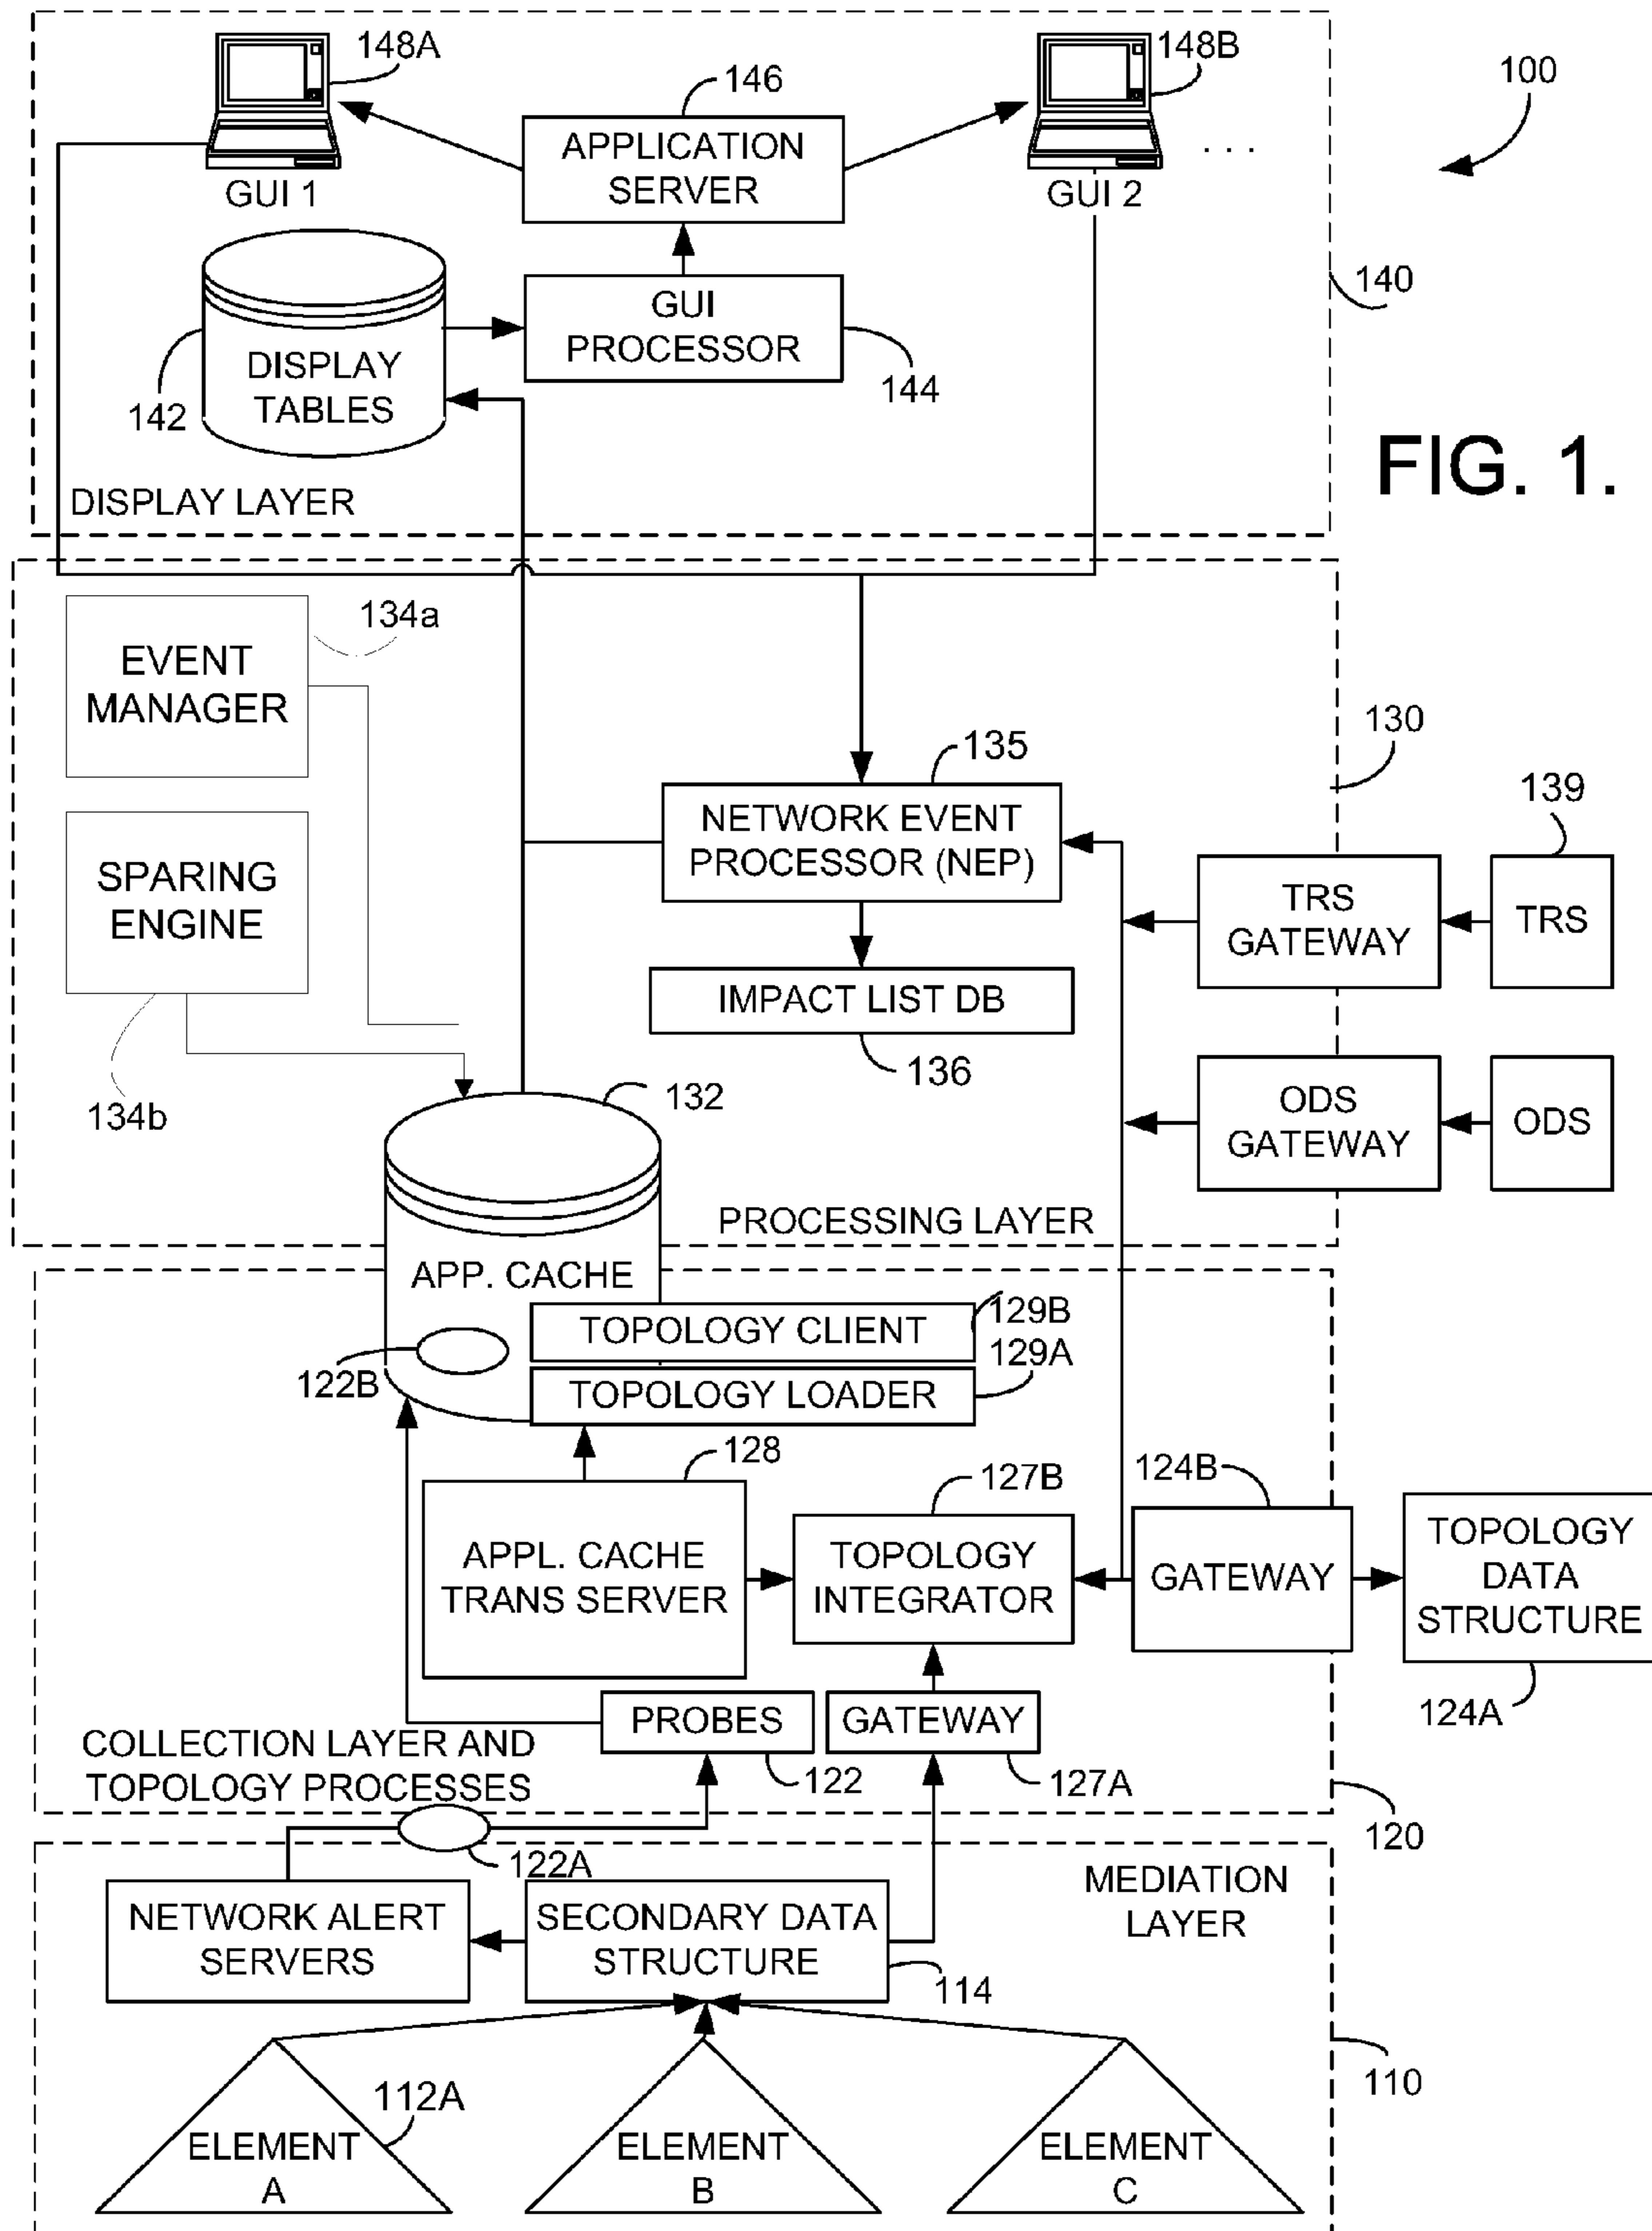 148A
146
148B
100
APPLICATION
SERVER
. . .
GUI 1
GUI 2
140
GUI
PROCESSOR
DISPLAY
TABLES
142
144
FIG. 1.
DISPLAY LAYER
134a
EVENT
MANAGER
130
135
139
NETWORK EVENT
PROCESSOR (NEP)
SPARING
ENGINE
TRS
GATEWAY
TRS
IMPACT LIST DB
136
132
134b
ODS
GATEWAY
ODS
PROCESSING LAYER
APP. CACHE
129B
TOPOLOGY CLIENT
129A
122B
TOPOLOGY LOADER
128
127B
124B
APPL. CACHE
TRANS SERVER
TOPOLOGY
INTEGRATOR
GATEWAY
TOPOLOGY
DATA
STRUCTURE
124A
PROBES
GATEWAY
COLLECTION LAYER AND
TOPOLOGY PROCESSES
122
127A
120
122A
MEDIATION
LAYER
NETWORK ALERT
SERVERS
SECONDARY DATA
STRUCTURE
114
110
112A
ELEMENT
A
ELEMENT
B
ELEMENT
C